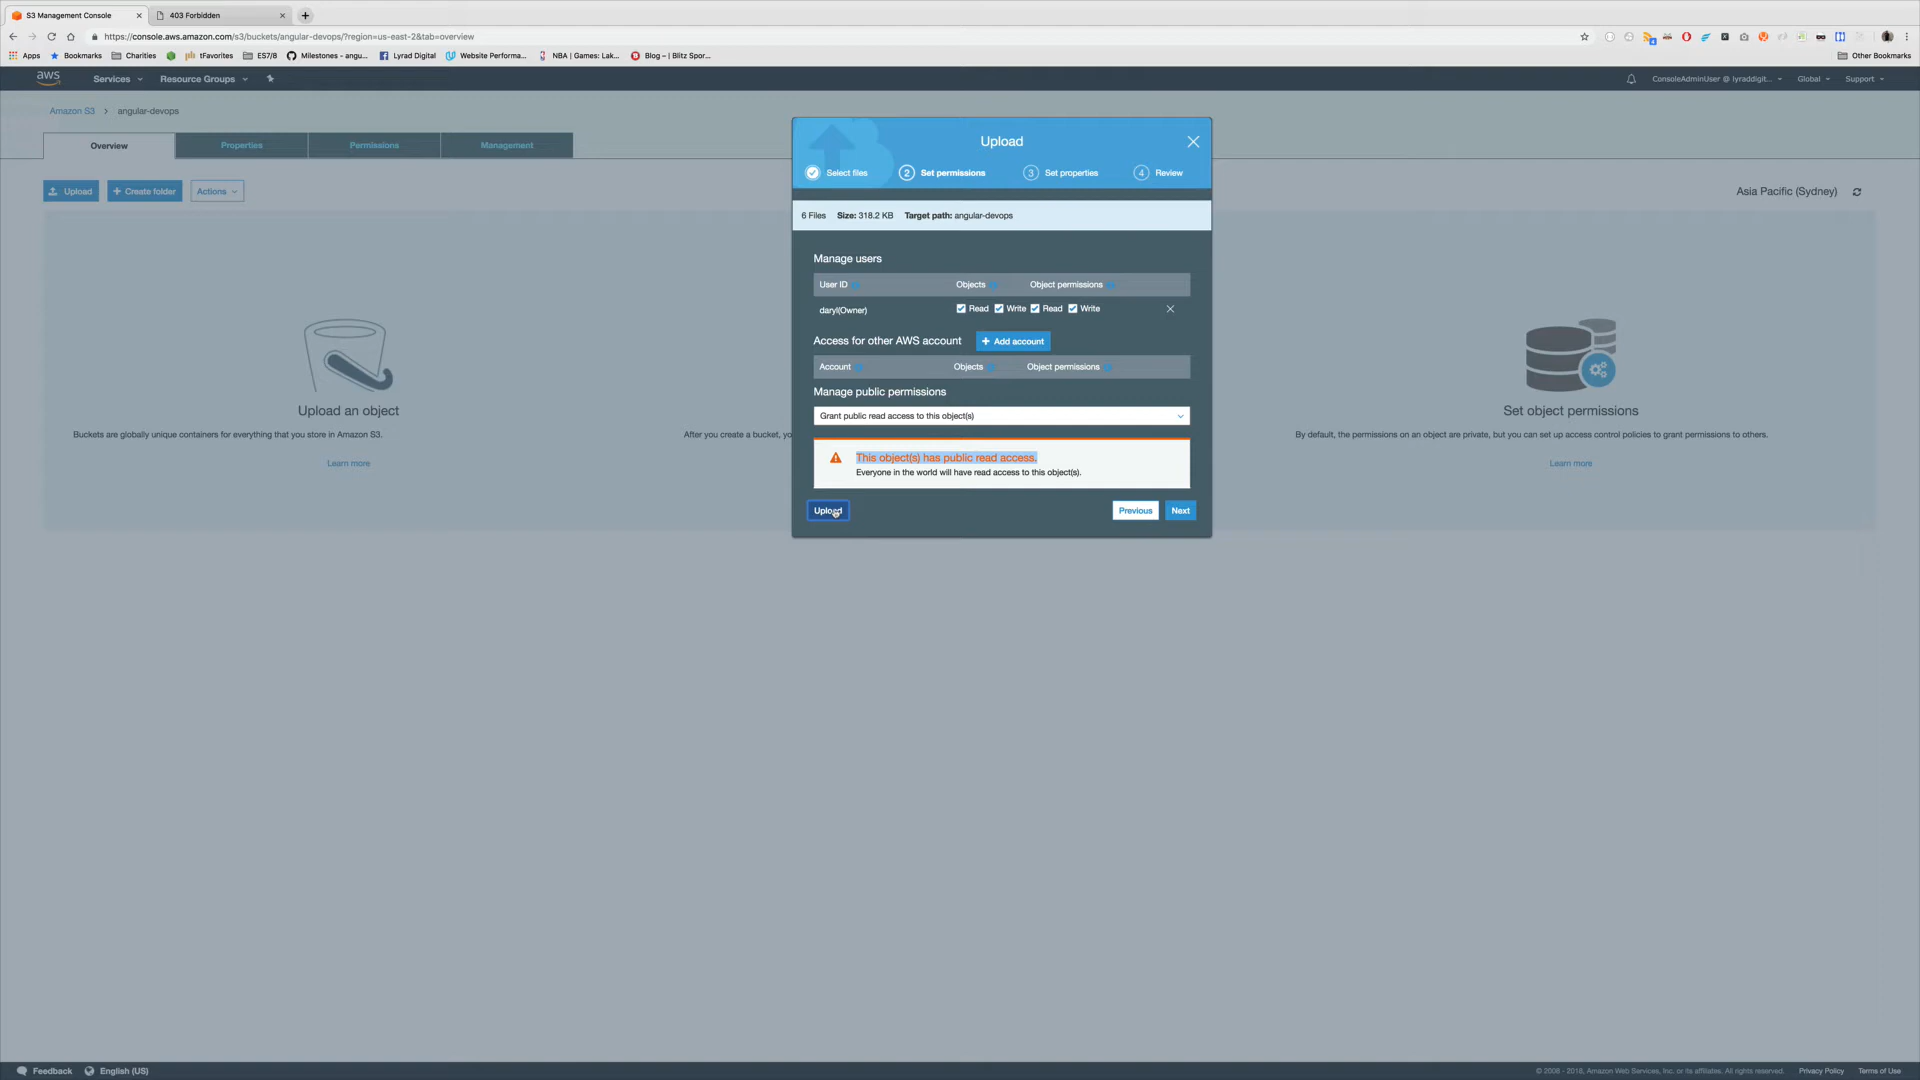 S3 Management Console
403 Forbidden
https://console.aws.amazon.com/s3/buckets/angular-devops/?region=us-east-2&tab=overview
Apps Bookmarks Charities tFavorites ES7/8 Milestones - angu... Lyrad Digital Website Performa... NBA | Games: Lak... Blog – | Blitz Spor... Other Bookmarks
aws Services Resource Groups ConsoleAdminUser @ lyraddigit... Global Support
Amazon S3 > angular-devops
Overview Properties Permissions Management
Upload + Create folder Actions Asia Pacific (Sydney)
Upload
Select files 2 Set permissions 3 Set properties 4 Review
6 Files Size: 318.2 KB Target path: angular-devops
Manage users
User ID Objects Object permissions
daryl(Owner) Read Write Read Write
Access for other AWS account + Add account
Account Objects Object permissions
Manage public permissions
Grant public read access to this object(s)
This object(s) has public read access.
Everyone in the world will have read access to this object(s).
Upload Previous Next
Upload an object
Buckets are globally unique containers for everything that you store in Amazon S3.
Learn more
After you create a bucket, yo
Set object permissions
By default, the permissions on an object are private, but you can set up access control policies to grant permissions to others.
Learn more
Feedback English (US) © 2008 - 2018, Amazon Web Services, Inc. or its affiliates. All rights reserved. Privacy Policy Terms of Use